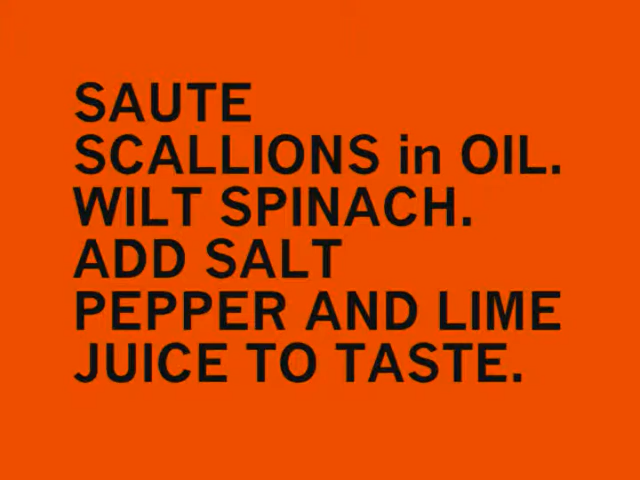 SAUTE
SCALLIONS in OIL.
WILT SPINACH.
ADD SALT
PEPPER AND LIME
JUICE TO TASTE.